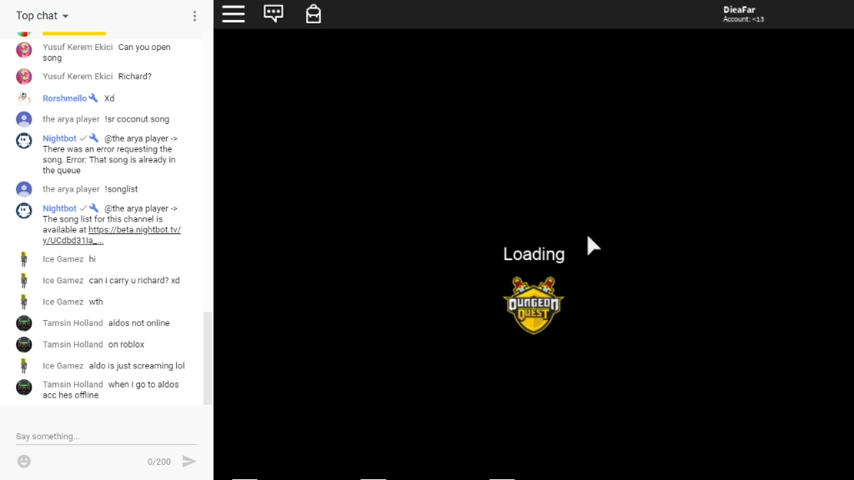 Top chat
Yusuf Kerem Ekici Can you open
song
Yusuf Kerem Ekici Richard?
Rorshmello Xd
the arya player !sr coconut song
Nightbot @the arya player ->
There was an error requesting the
song. Error: That song is already in
the queue
the arya player !songlist
Nightbot @the arya player ->
The song list for this channel is
available at https://beta.nightbot.tv/
y/UCdbd31Ia_...
Ice Gamez hi
Ice Gamez can i carry u richard? xd
Ice Gamez wth
Tamsin Holland aldos not online
Tamsin Holland on roblox
Ice Gamez aldo is just screaming lol
Tamsin Holland when I go to aldos
acc hes offline
Say something...
0/200
DieaFar
Account: <13
Loading
DUNGEON
QUEST